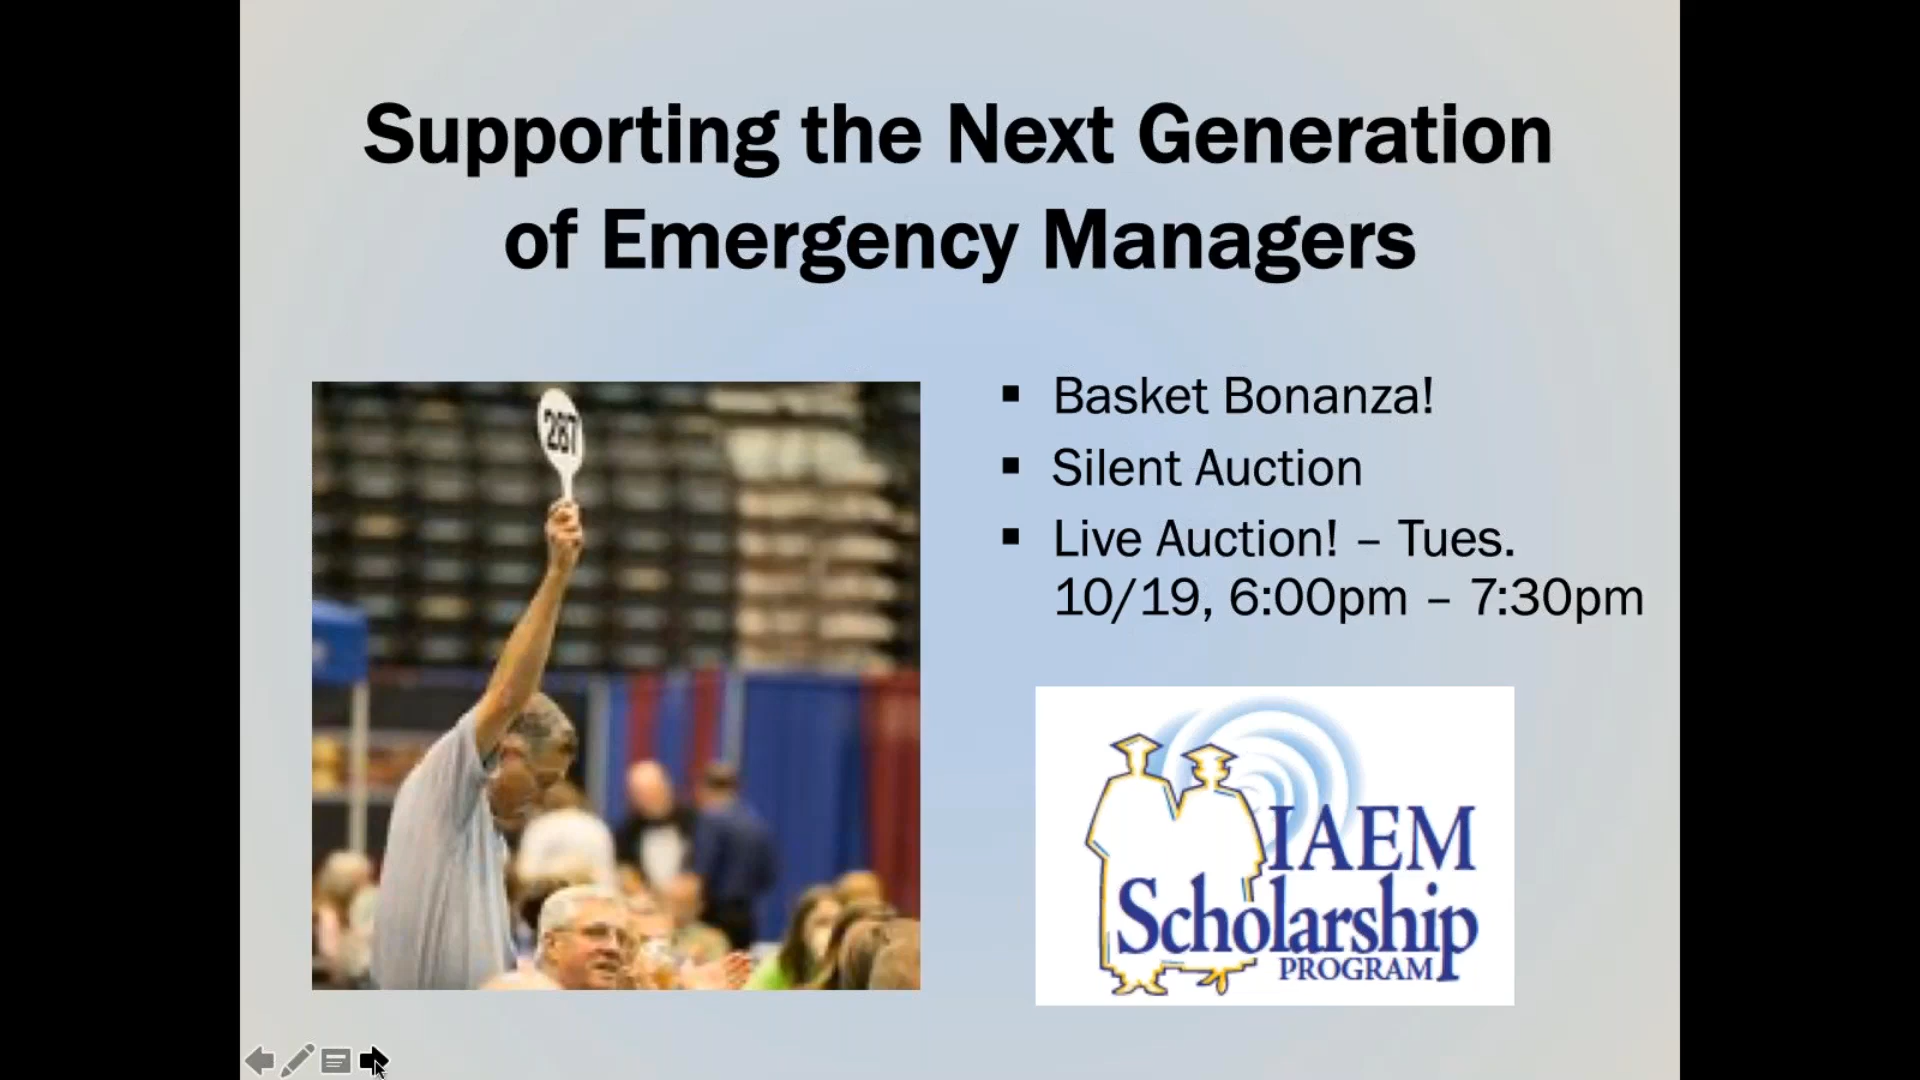 Supporting the Next Generation
of Emergency Managers
287
▪ Basket Bonanza!
▪ Silent Auction
▪ Live Auction! – Tues.
10/19, 6:00pm – 7:30pm
IAEM
Scholarship
PROGRAM